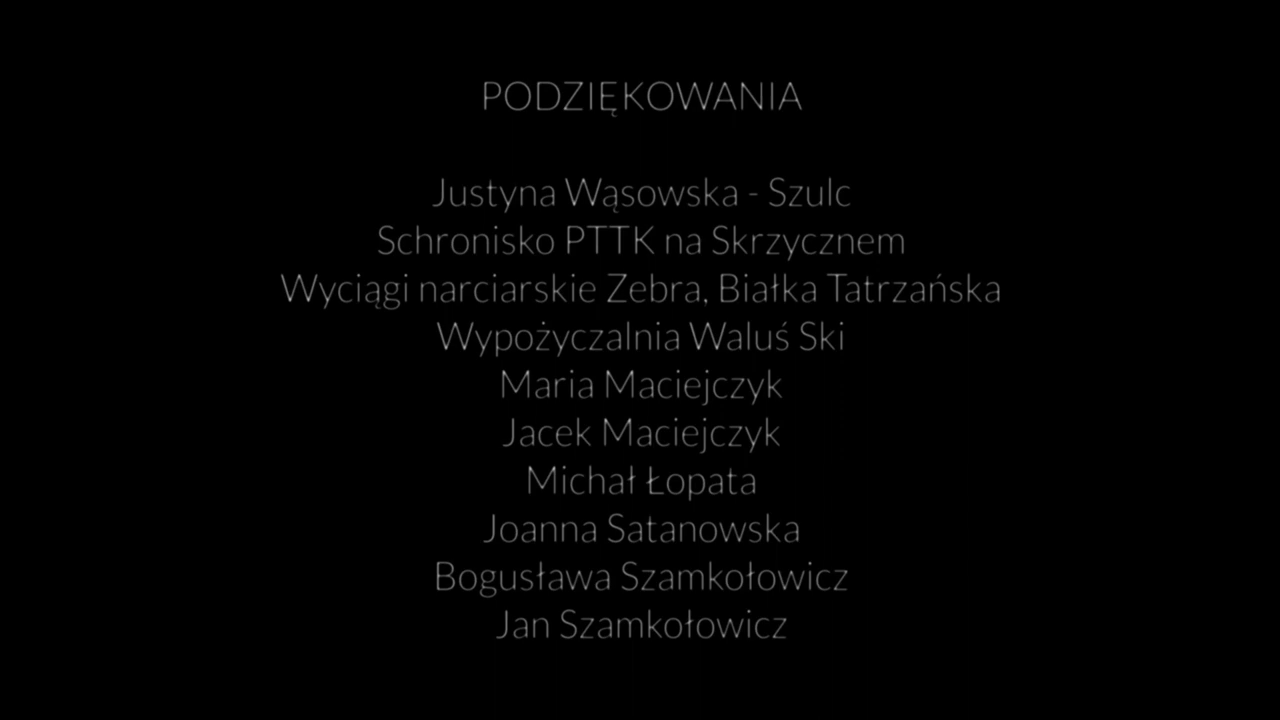 PODZIĘKOWANIA
Justyna Wąsowska - Szulc
Schronisko PTTK na Skrzycznem
Wyciągi narciarskie Zebra, Białka Tatrzańska
Wypożyczalnia Waluś Ski
Maria Maciejczyk
Jacek Maciejczyk
Michał Łopata
Joanna Satanowska
Bogusława Szamkołowicz
Jan Szamkołowicz